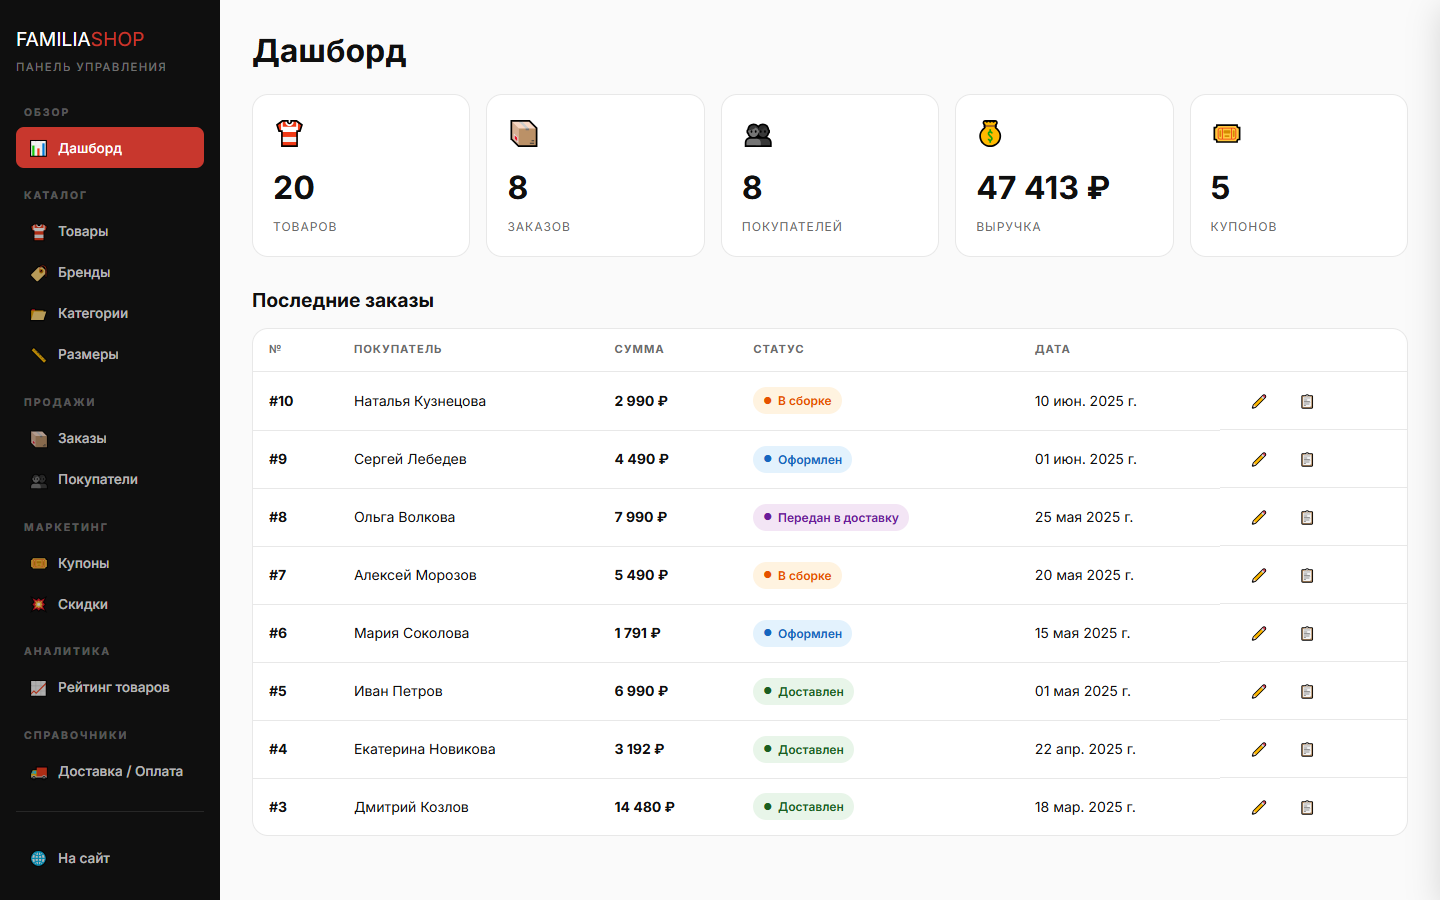 FAMILIASHOP
ПАНЕЛЬ УПРАВЛЕНИЯ
ОБЗОР
Дашборд
КАТАЛОГ
Товары
Бренды
Категории
Размеры
ПРОДАЖИ
Заказы
Покупатели
МАРКЕТИНГ
Купоны
Скидки
АНАЛИТИКА
Рейтинг товаров
СПРАВОЧНИКИ
Доставка / Оплата
На сайт
Дашборд
20
ТОВАРОВ
8
ЗАКАЗОВ
8
ПОКУПАТЕЛЕЙ
47 413 ₽
ВЫРУЧКА
5
КУПОНОВ
Последние заказы
№ ПОКУПАТЕЛЬ СУММА СТАТУС ДАТА
#10 Наталья Кузнецова 2 990 ₽ В сборке 10 июн. 2025 г.
#9 Сергей Лебедев 4 490 ₽ Оформлен 01 июн. 2025 г.
#8 Ольга Волкова 7 990 ₽ Передан в доставку 25 мая 2025 г.
#7 Алексей Морозов 5 490 ₽ В сборке 20 мая 2025 г.
#6 Мария Соколова 1 791 ₽ Оформлен 15 мая 2025 г.
#5 Иван Петров 6 990 ₽ Доставлен 01 мая 2025 г.
#4 Екатерина Новикова 3 192 ₽ Доставлен 22 апр. 2025 г.
#3 Дмитрий Козлов 14 480 ₽ Доставлен 18 мар. 2025 г.